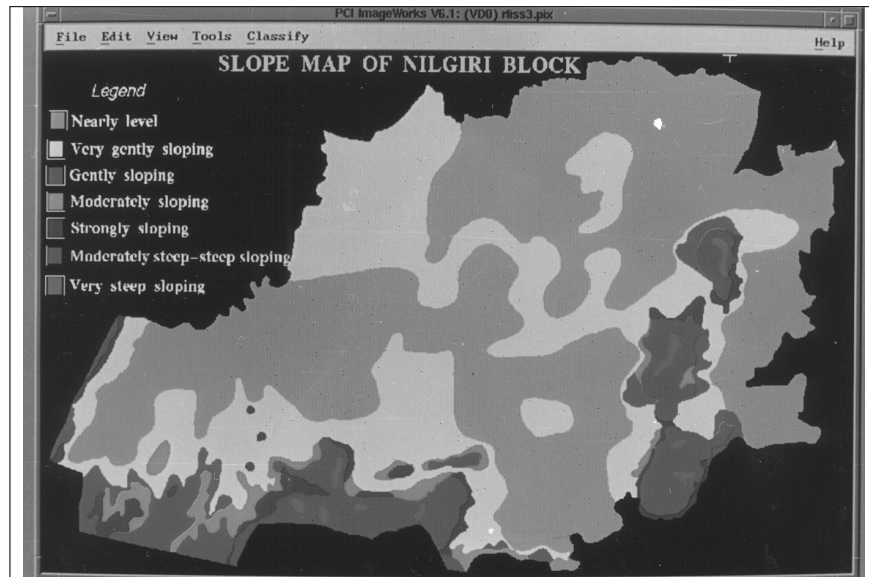 PCI ImageWorks V6.1: (VD0) rliss3.pix
File Edit View Tools Classify Help
SLOPE MAP OF NILGIRI BLOCK
Legend
Nearly level
Very gently sloping
Gently sloping
Moderately sloping
Strongly sloping
Moderately steep-steep sloping
Very steep sloping